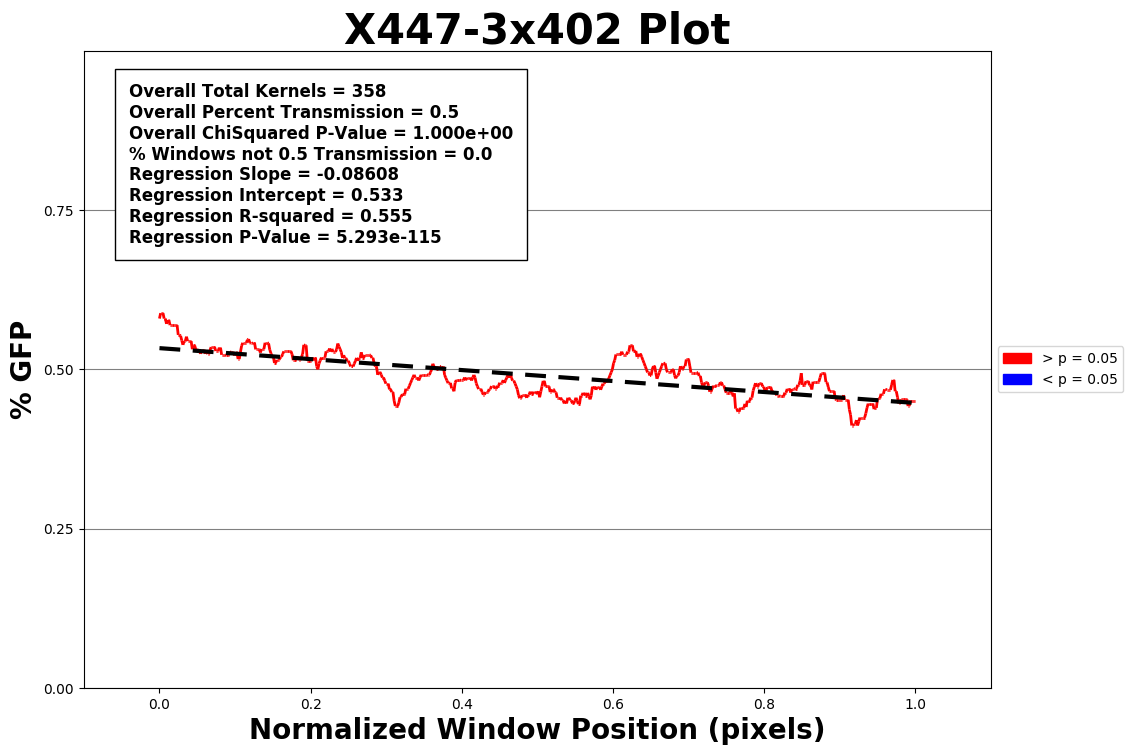 X447-3x402 Plot
Overall Total Kernels = 358
Overall Percent Transmission = 0.5
Overall ChiSquared P-Value = 1.000e+00
% Windows not 0.5 Transmission = 0.0
Regression Slope = -0.08608
Regression Intercept = 0.533
Regression R-squared = 0.555
Regression P-Value = 5.293e-115
% GFP
0.75
0.50
0.25
0.00
> p = 0.05
< p = 0.05
0.0 0.2 0.4 0.6 0.8 1.0
Normalized Window Position (pixels)